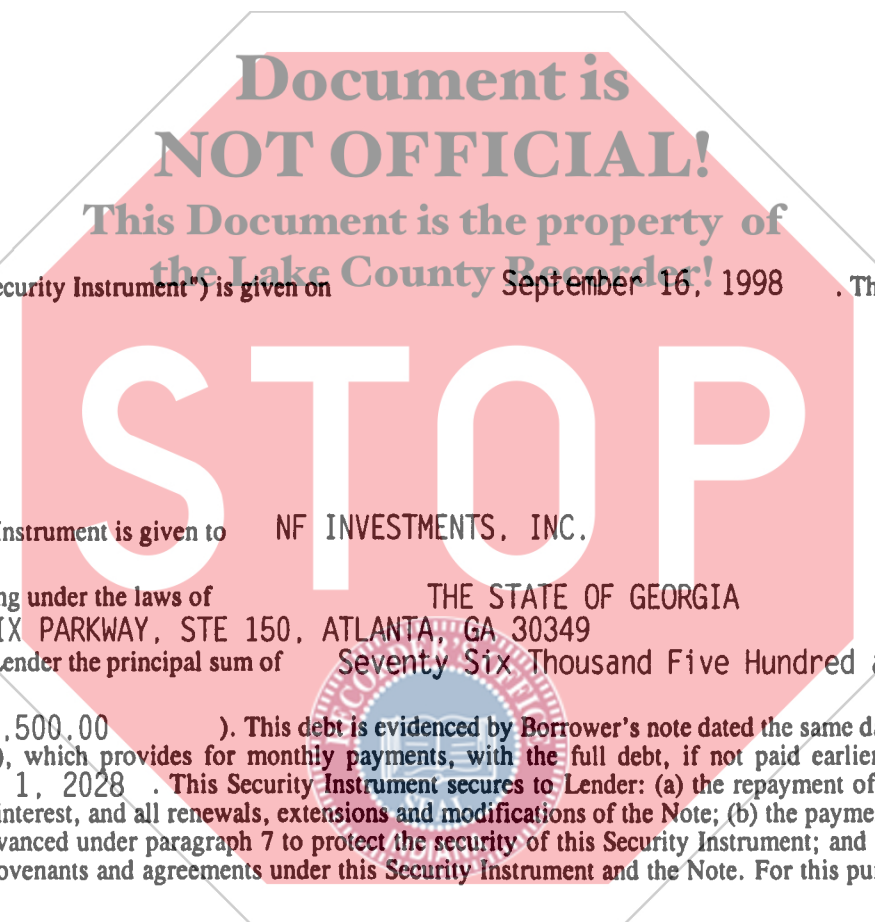 Document is
NOT OFFICIAL!
This Document is the property of
the Lake County Recorder!
ecurity Instrument") is given on September 16, 1998 . Th
STOP
Instrument is given to NF INVESTMENTS, INC.
ng under the laws of THE STATE OF GEORGIA
IX PARKWAY, STE 150, ATLANTA, GA 30349
Lender the principal sum of Seventy Six Thousand Five Hundred a
,500.00 ). This debt is evidenced by Borrower's note dated the same da
), which provides for monthly payments, with the full debt, if not paid earlier
1, 2028 . This Security Instrument secures to Lender: (a) the repayment of
interest, and all renewals, extensions and modifications of the Note; (b) the payme
vanced under paragraph 7 to protect the security of this Security Instrument; and
ovenants and agreements under this Security Instrument and the Note. For this pu
RECORDER'S OFFICE
SEAL
INDIANA